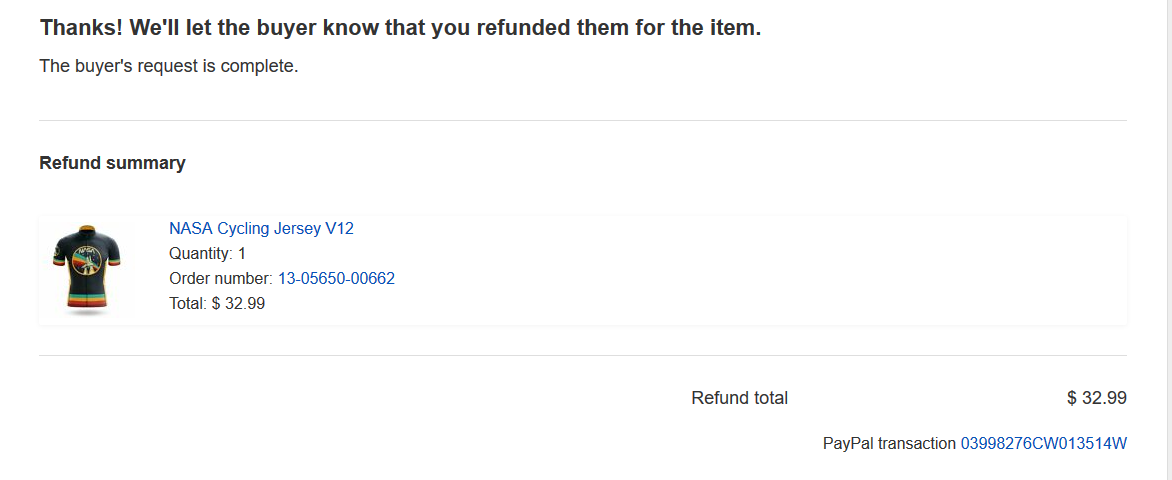 Thanks! We'll let the buyer know that you refunded them for the item.
The buyer's request is complete.
Refund summary
NASA
NASA Cycling Jersey V12
Quantity: 1
Order number: 13-05650-00662
Total: $ 32.99
Refund total $ 32.99
PayPal transaction 03998276CW013514W